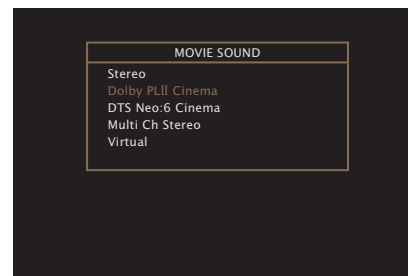 MOVIE SOUND
Stereo
Dolby PLⅡ Cinema
DTS Neo:6 Cinema
Multi Ch Stereo
Virtual